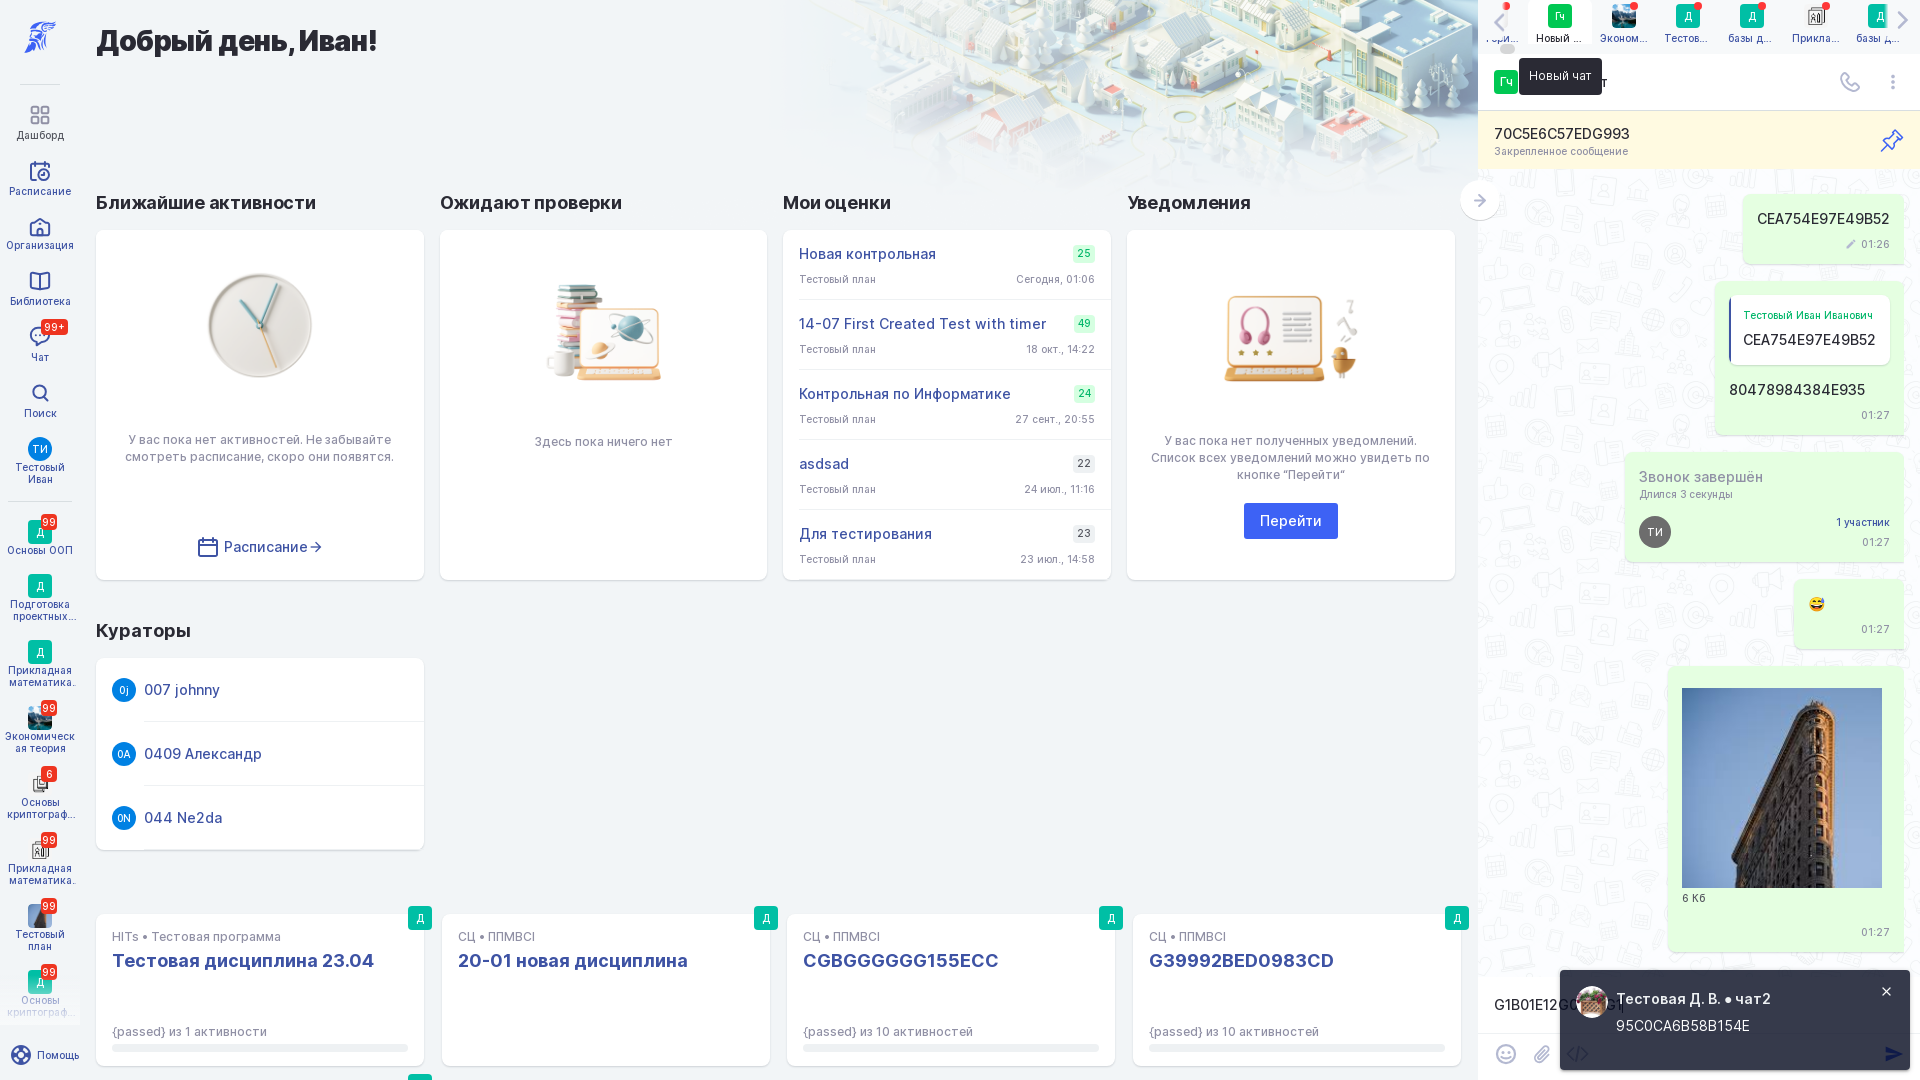 Добрый день, Иван!
Дашборд
Расписание
Организация
Библиотека
99+
Чат
Поиск
ТИ
Тестовый
Иван
99
Д
Основы ООП
Д
Подготовка
проектных...
Д
Прикладная
математика.
99
Экономическ
ая теория
6
Основы
криптограф...
99
Прикладная
математика.
99
Тестовый
план
99
Д
Основы
криптограф...
Помощь
Ближайшие активности
У вас пока нет активностей. Не забывайте
смотреть расписание, скоро они появятся.
Расписание
Ожидают проверки
Здесь пока ничего нет
Мои оценки
Новая контрольная 25
Тестовый план Сегодня, 01:06
14-07 First Created Test with timer 49
Тестовый план 18 окт., 14:22
Контрольная по Информатике 24
Тестовый план 27 сент., 20:55
asdsad 22
Тестовый план 24 июл., 11:16
Для тестирования 23
Тестовый план 23 июл., 14:58
Уведомления
У вас пока нет полученных уведомлений.
Список всех уведомлений можно увидеть по
кнопке “Перейти“
Перейти
Кураторы
0j 007 johnny
0А 0409 Александр
0N 044 Ne2da
Д
HITs • Тестовая программа
Тестовая дисциплина 23.04
{passed} из 1 активности
Д
СЦ • ППМВСІ
20-01 новая дисциплина
Д
СЦ • ППМВСІ
CGBGGGGGG155ECC
{passed} из 10 активностей
Д
СЦ • ППМВСІ
G39992BED0983CD
{passed} из 10 активностей
Гч
Новый ...
Эконом...
Д
Тестов...
Д
базы д...
Прикла...
Д
базы д...
Гч
Новый чат
70C5E6C57EDG993
Закрепленное сообщение
CEA754E97E49B52
01:26
Тестовый Иван Иванович
CEA754E97E49B52
80478984384E935
01:27
Звонок завершён
Длился 3 секунды
ТИ
1 участник
01:27
😅
01:27
6 Кб
01:27
Тестовая Д. В. ● чат2
95C0CA6B58B154E